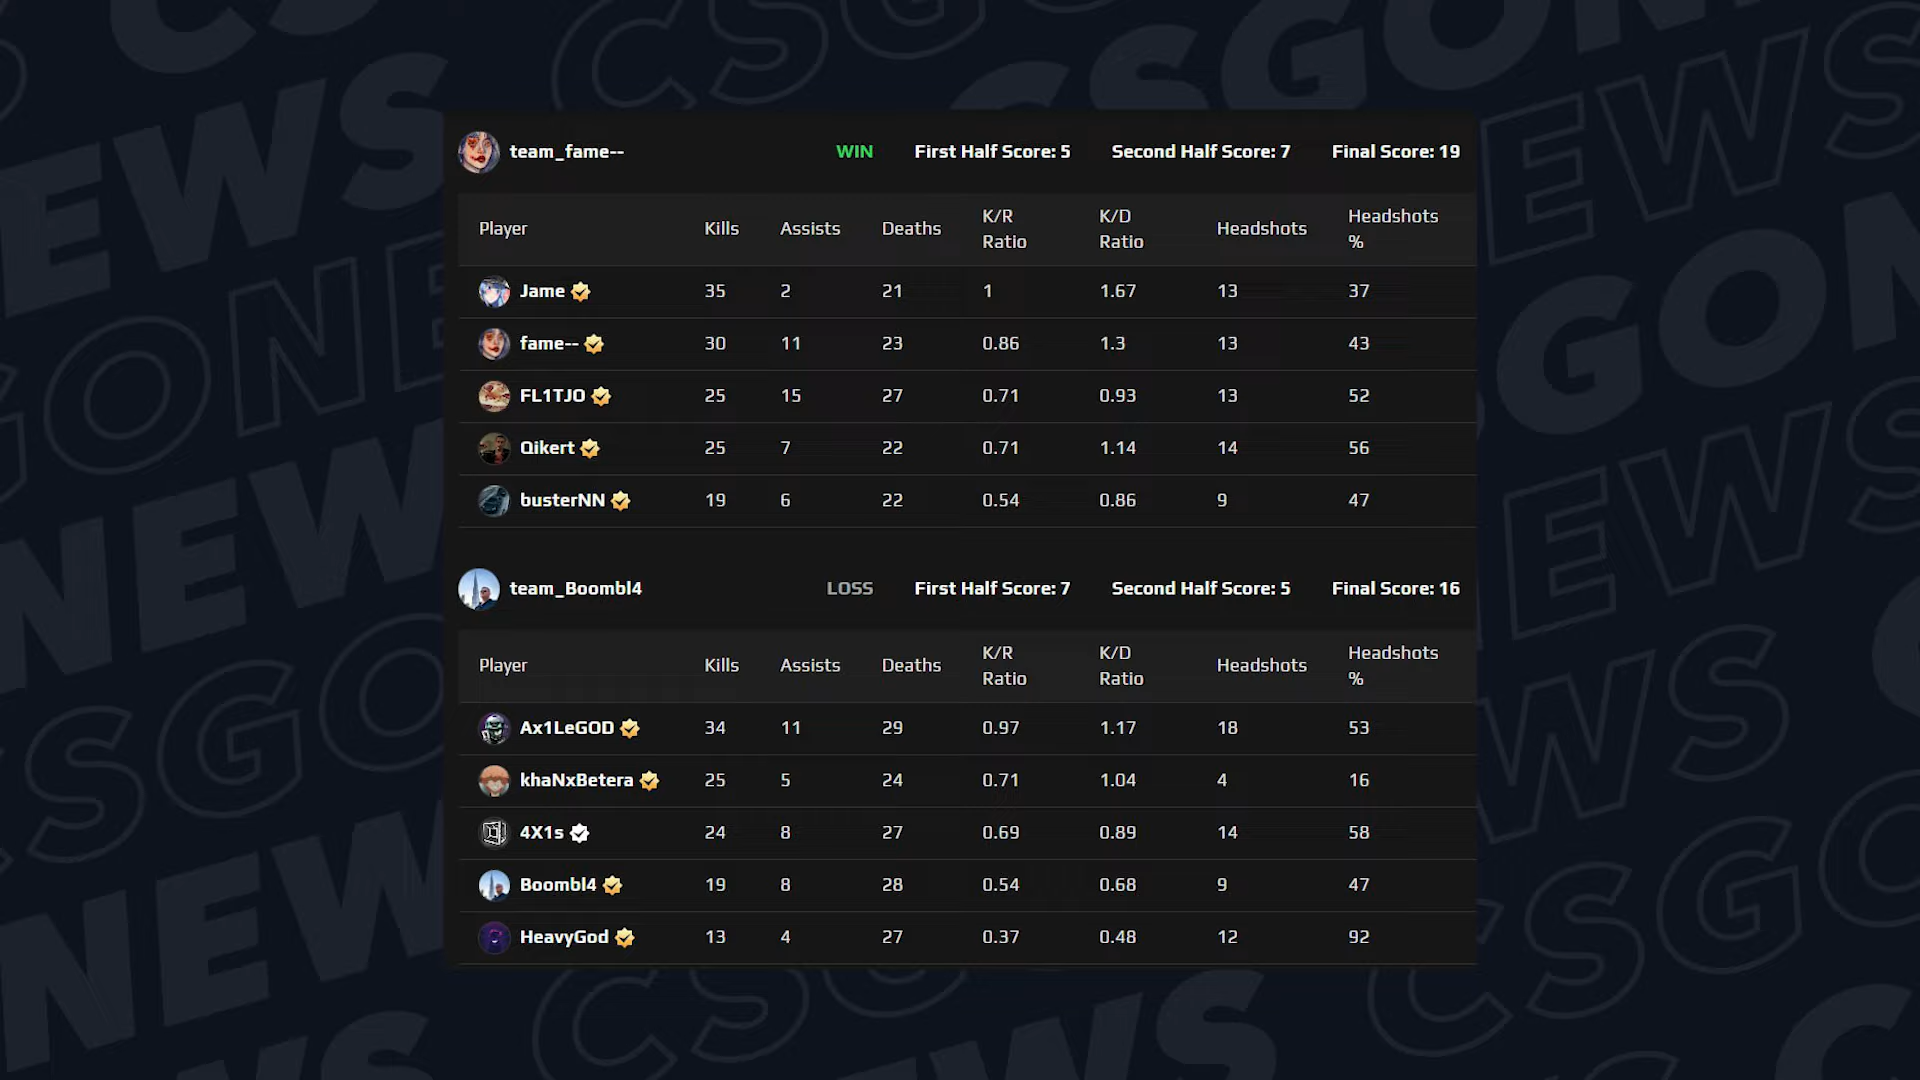 team_fame-- WIN First Half Score: 5 Second Half Score: 7 Final Score: 19
Player Kills Assists Deaths K/R Ratio K/D Ratio Headshots Headshots %
Jame 35 2 21 1 1.67 13 37
fame-- 30 11 23 0.86 1.3 13 43
FL1TJO 25 15 27 0.71 0.93 13 52
Qikert 25 7 22 0.71 1.14 14 56
busterNN 19 6 22 0.54 0.86 9 47
team_Boombl4 LOSS First Half Score: 7 Second Half Score: 5 Final Score: 16
Player Kills Assists Deaths K/R Ratio K/D Ratio Headshots Headshots %
Ax1LeGOD 34 11 29 0.97 1.17 18 53
khaNxBetera 25 5 24 0.71 1.04 4 16
4X1s 24 8 27 0.69 0.89 14 58
Boombl4 19 8 28 0.54 0.68 9 47
HeavyGod 13 4 27 0.37 0.48 12 92